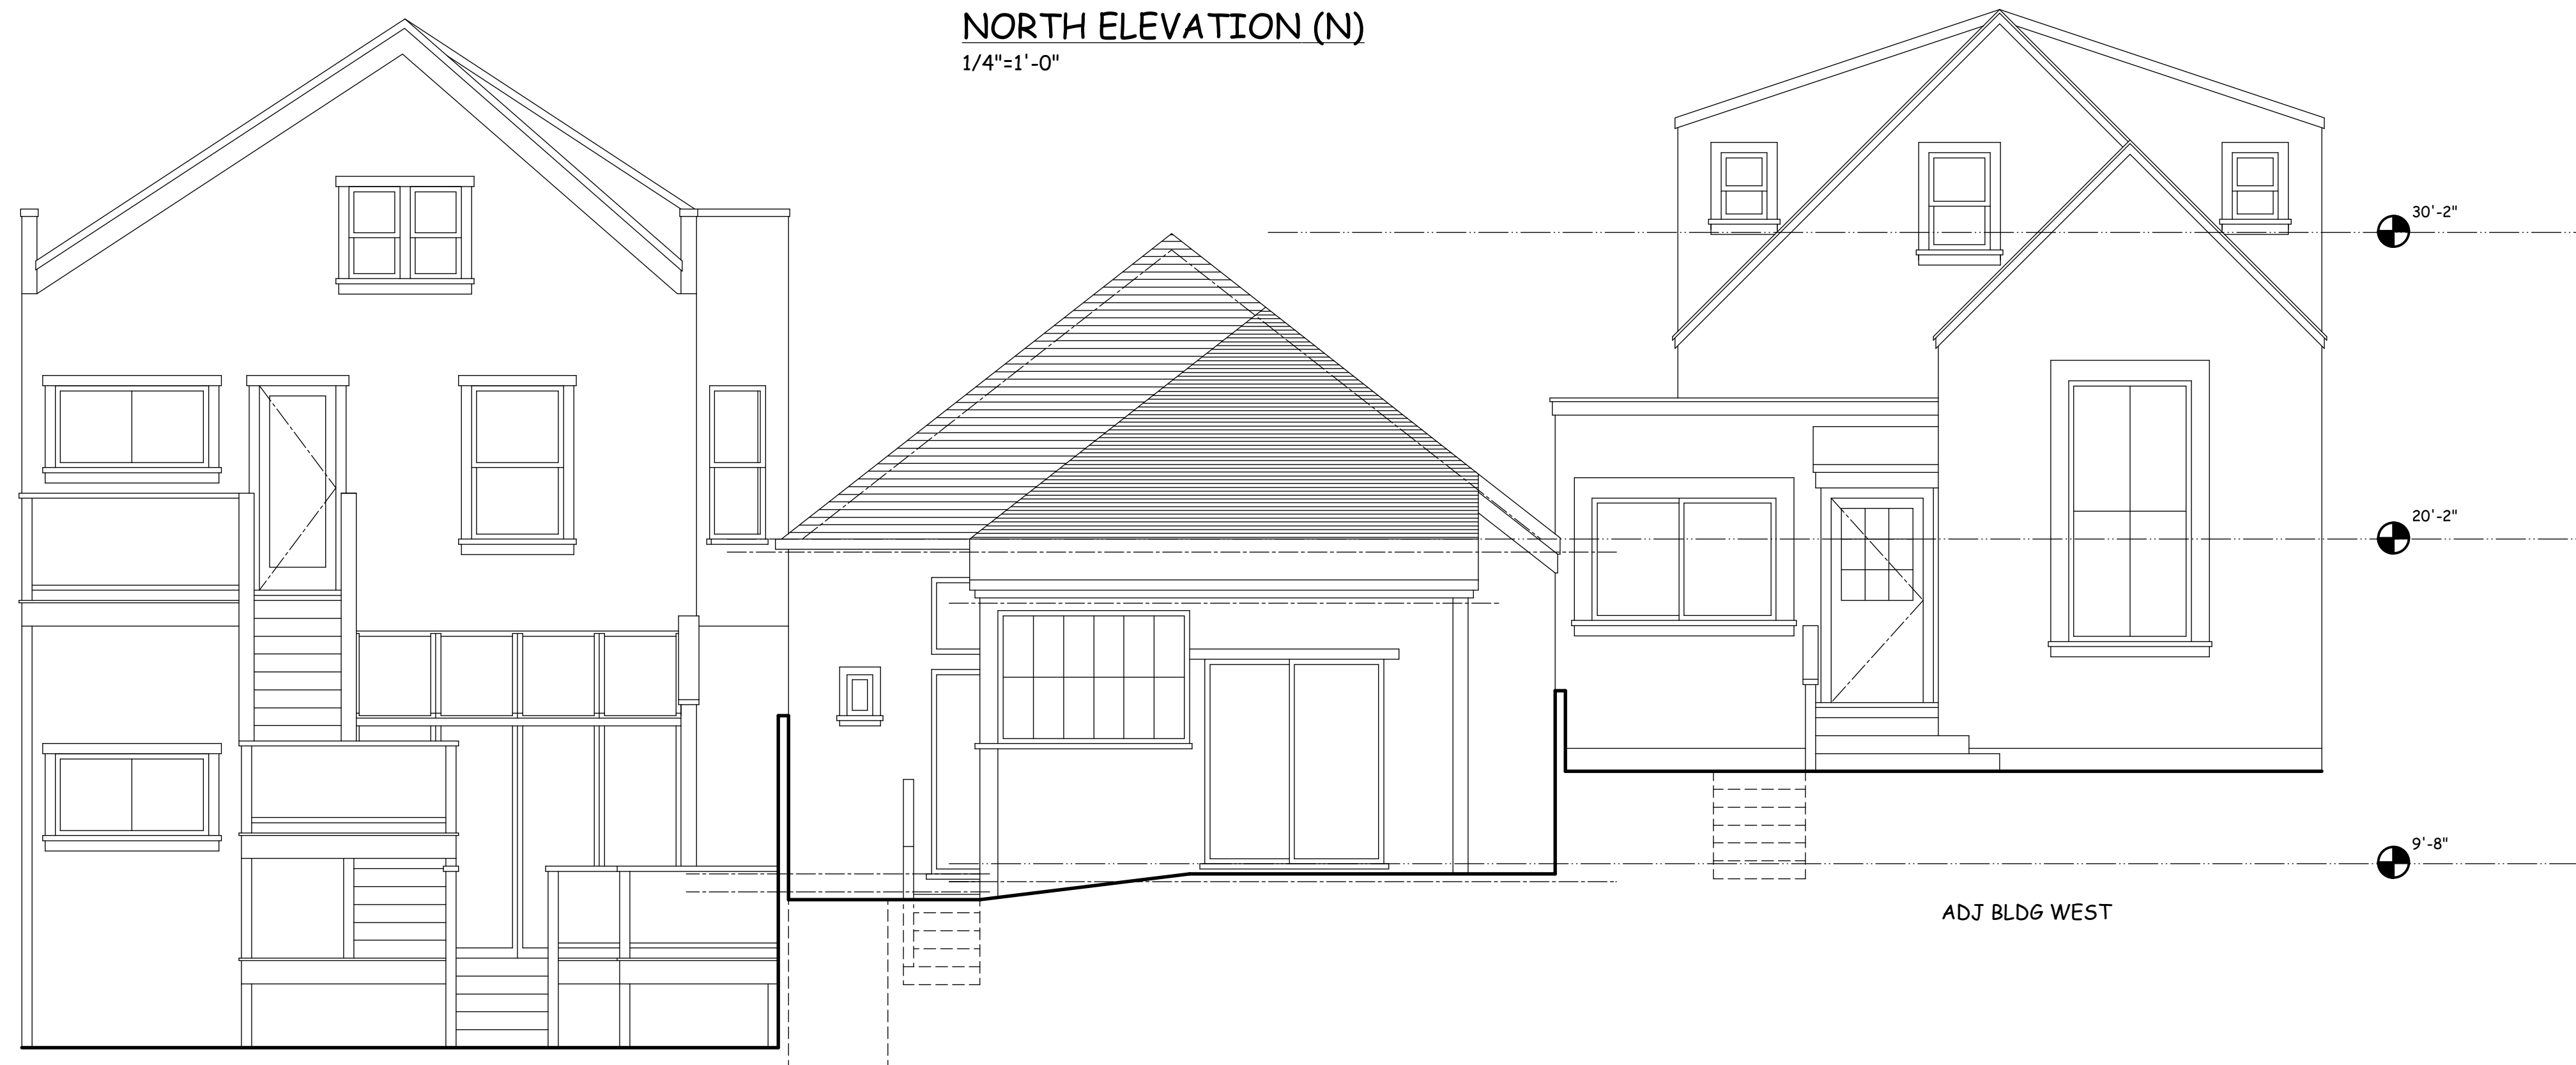 NORTH ELEVATION (N)
1/4"=1'-0"
30'-2"
20'-2"
9'-8"
ADJ BLDG WEST